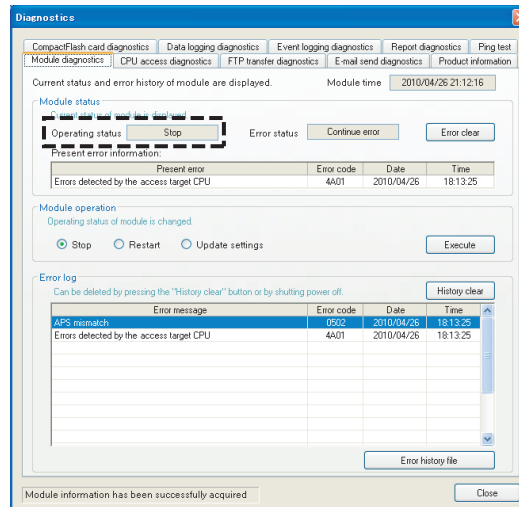 Diagnostics
CompactFlash card diagnostics Data logging diagnostics Event logging diagnostics Report diagnostics Ping test
Module diagnostics CPU access diagnostics FTP transfer diagnostics E-mail send diagnostics Product information
Current status and error history of module are displayed. Module time 2010/04/26 21:12:16
Module status
Current status of module is displayed.
Operating status Stop Error status Continue error Error clear
Present error information:
Present error Error code Date Time
Errors detected by the access target CPU 4A01 2010/04/26 18:13:25
Module operation
Operating status of module is changed.
Stop Restart Update settings Execute
Error log
Can be deleted by pressing the "History clear" button or by shutting power off. History clear
Error message Error code Date Time
APS mismatch 0502 2010/04/26 18:13:25
Errors detected by the access target CPU 4A01 2010/04/26 18:13:25
Error history file
Module information has been successfully acquired Close